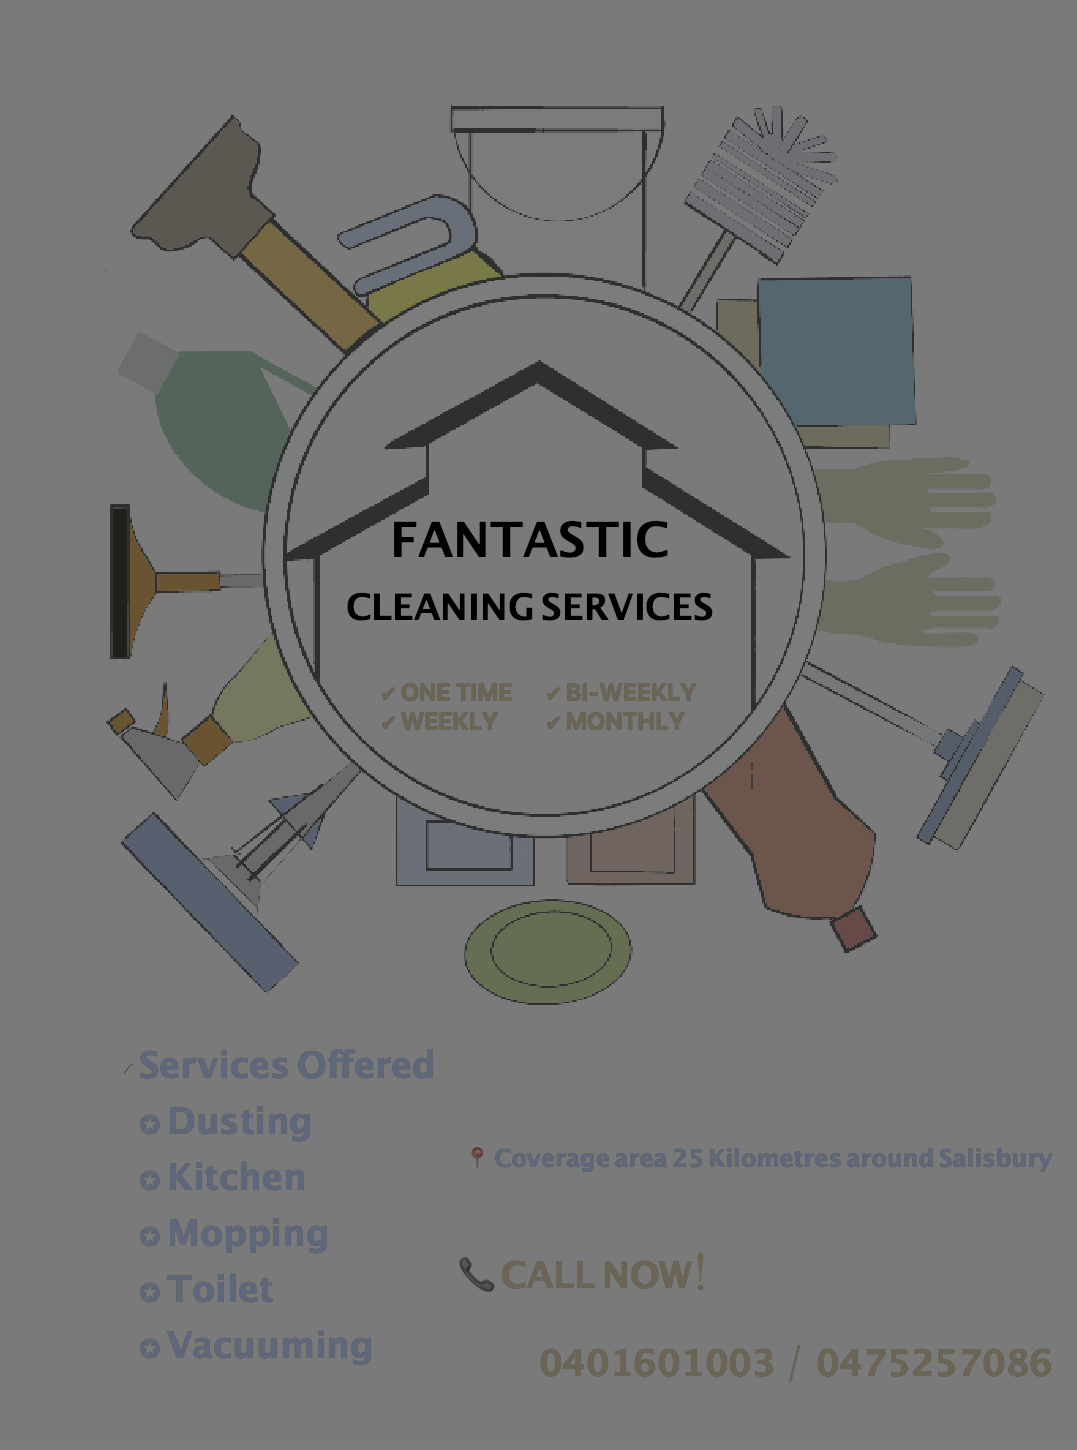 FANTASTIC
CLEANING SERVICES
✔ ONE TIME ✔ BI-WEEKLY
✔ WEEKLY ✔ MONTHLY
Services Offered
✪ Dusting
✪ Kitchen
✪ Mopping
✪ Toilet
✪ Vacuuming
📍 Coverage area 25 Kilometres around Salisbury
📞 CALL NOW!
0401601003 / 0475257086